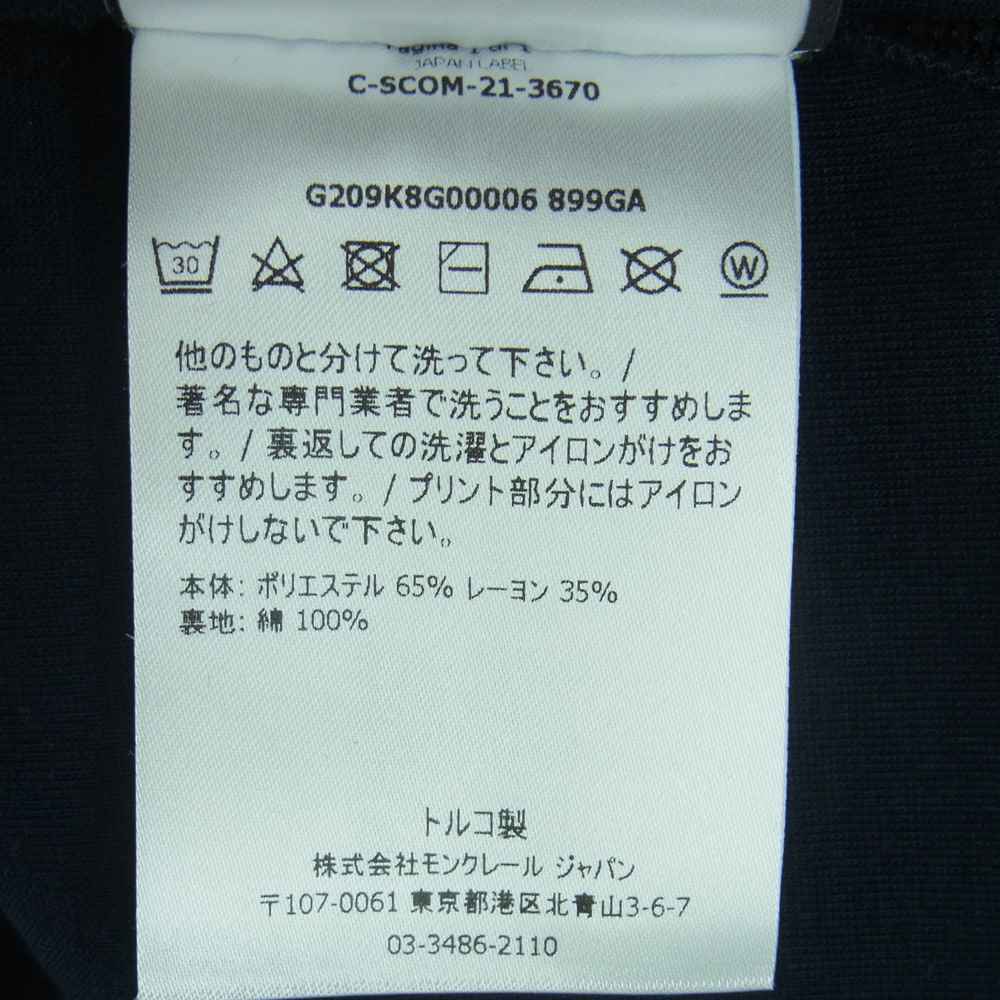 Pagina 1 di 1
JAPAN LABEL
C-SCOM-21-3670
G209K8G00006 899GA
30
W
他のものと分けて洗って下さい。/
著名な専門業者で洗うことをおすすめしま
す。/ 裏返しての洗濯とアイロンがけをお
すすめします。/ プリント部分にはアイロン
がけしないで下さい。
本体: ポリエステル 65% レーヨン 35%
裏地: 綿 100%
トルコ製
株式会社モンクレール ジャパン
〒107-0061 東京都港区北青山3-6-7
03-3486-2110